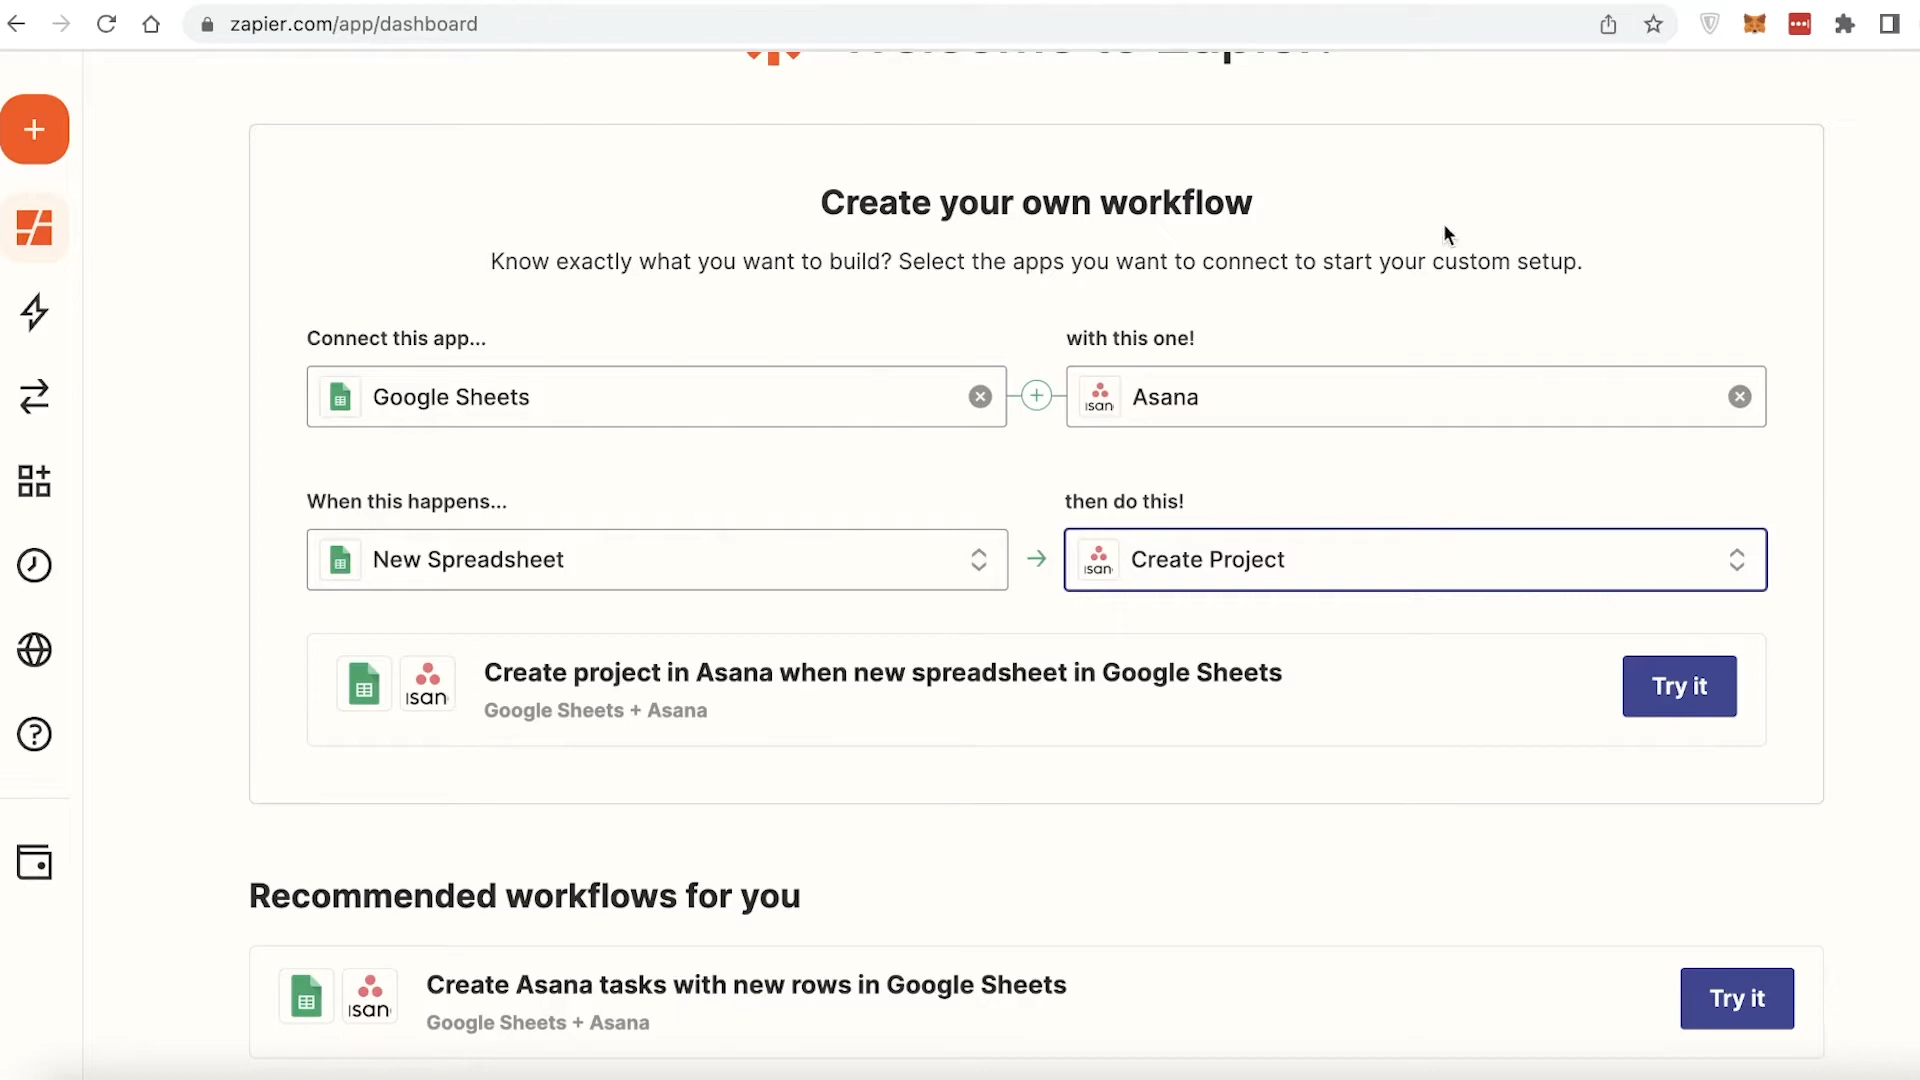 zapier.com/app/dashboard
Welcome to Zapier!
Create your own workflow
Know exactly what you want to build? Select the apps you want to connect to start your custom setup.
Connect this app...
with this one!
Google Sheets
Asana
When this happens...
then do this!
New Spreadsheet
Create Project
Create project in Asana when new spreadsheet in Google Sheets
Google Sheets + Asana
Try it
Recommended workflows for you
Create Asana tasks with new rows in Google Sheets
Google Sheets + Asana
Try it